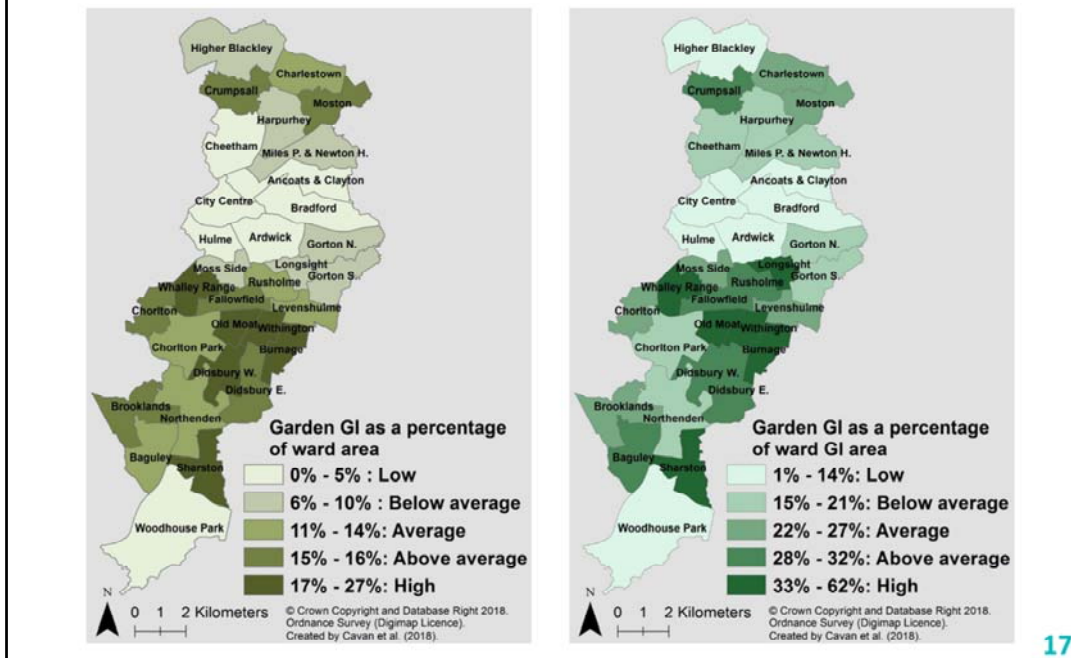 Higher Blackley
Charlestown
Crumpsall
Moston
Harpurhey
Cheetham
Miles P. & Newton H.
Ancoats & Clayton
City Centre
Bradford
Hulme
Ardwick
Gorton N.
Moss Side
Longsight
Gorton S.
Whalley Range
Rusholme
Fallowfield
Chorlton
Levenshulme
Old Moat
Withington
Chorlton Park
Burnage
Didsbury W.
Didsbury E.
Brooklands
Northenden
Baguley
Sharston
Woodhouse Park
Garden GI as a percentage
of ward area
0% - 5% : Low
6% - 10% : Below average
11% - 14%: Average
15% - 16%: Above average
17% - 27%: High
N
0 1 2 Kilometers
© Crown Copyright and Database Right 2018.
Ordnance Survey (Digimap Licence).
Created by Cavan et al. (2018).
Higher Blackley
Charlestown
Crumpsall
Moston
Harpurhey
Cheetham
Miles P. & Newton H.
Ancoats & Clayton
City Centre
Bradford
Hulme
Ardwick
Gorton N.
Moss Side
Longsight
Gorton S.
Whalley Range
Rusholme
Fallowfield
Chorlton
Levenshulme
Old Moat
Withington
Chorlton Park
Burnage
Didsbury W.
Didsbury E.
Brooklands
Northenden
Baguley
Sharston
Woodhouse Park
Garden GI as a percentage
of ward GI area
1% - 14%: Low
15% - 21%: Below average
22% - 27%: Average
28% - 32%: Above average
33% - 62%: High
N
0 1 2 Kilometers
© Crown Copyright and Database Right 2018.
Ordnance Survey (Digimap Licence).
Created by Cavan et al. (2018).
17